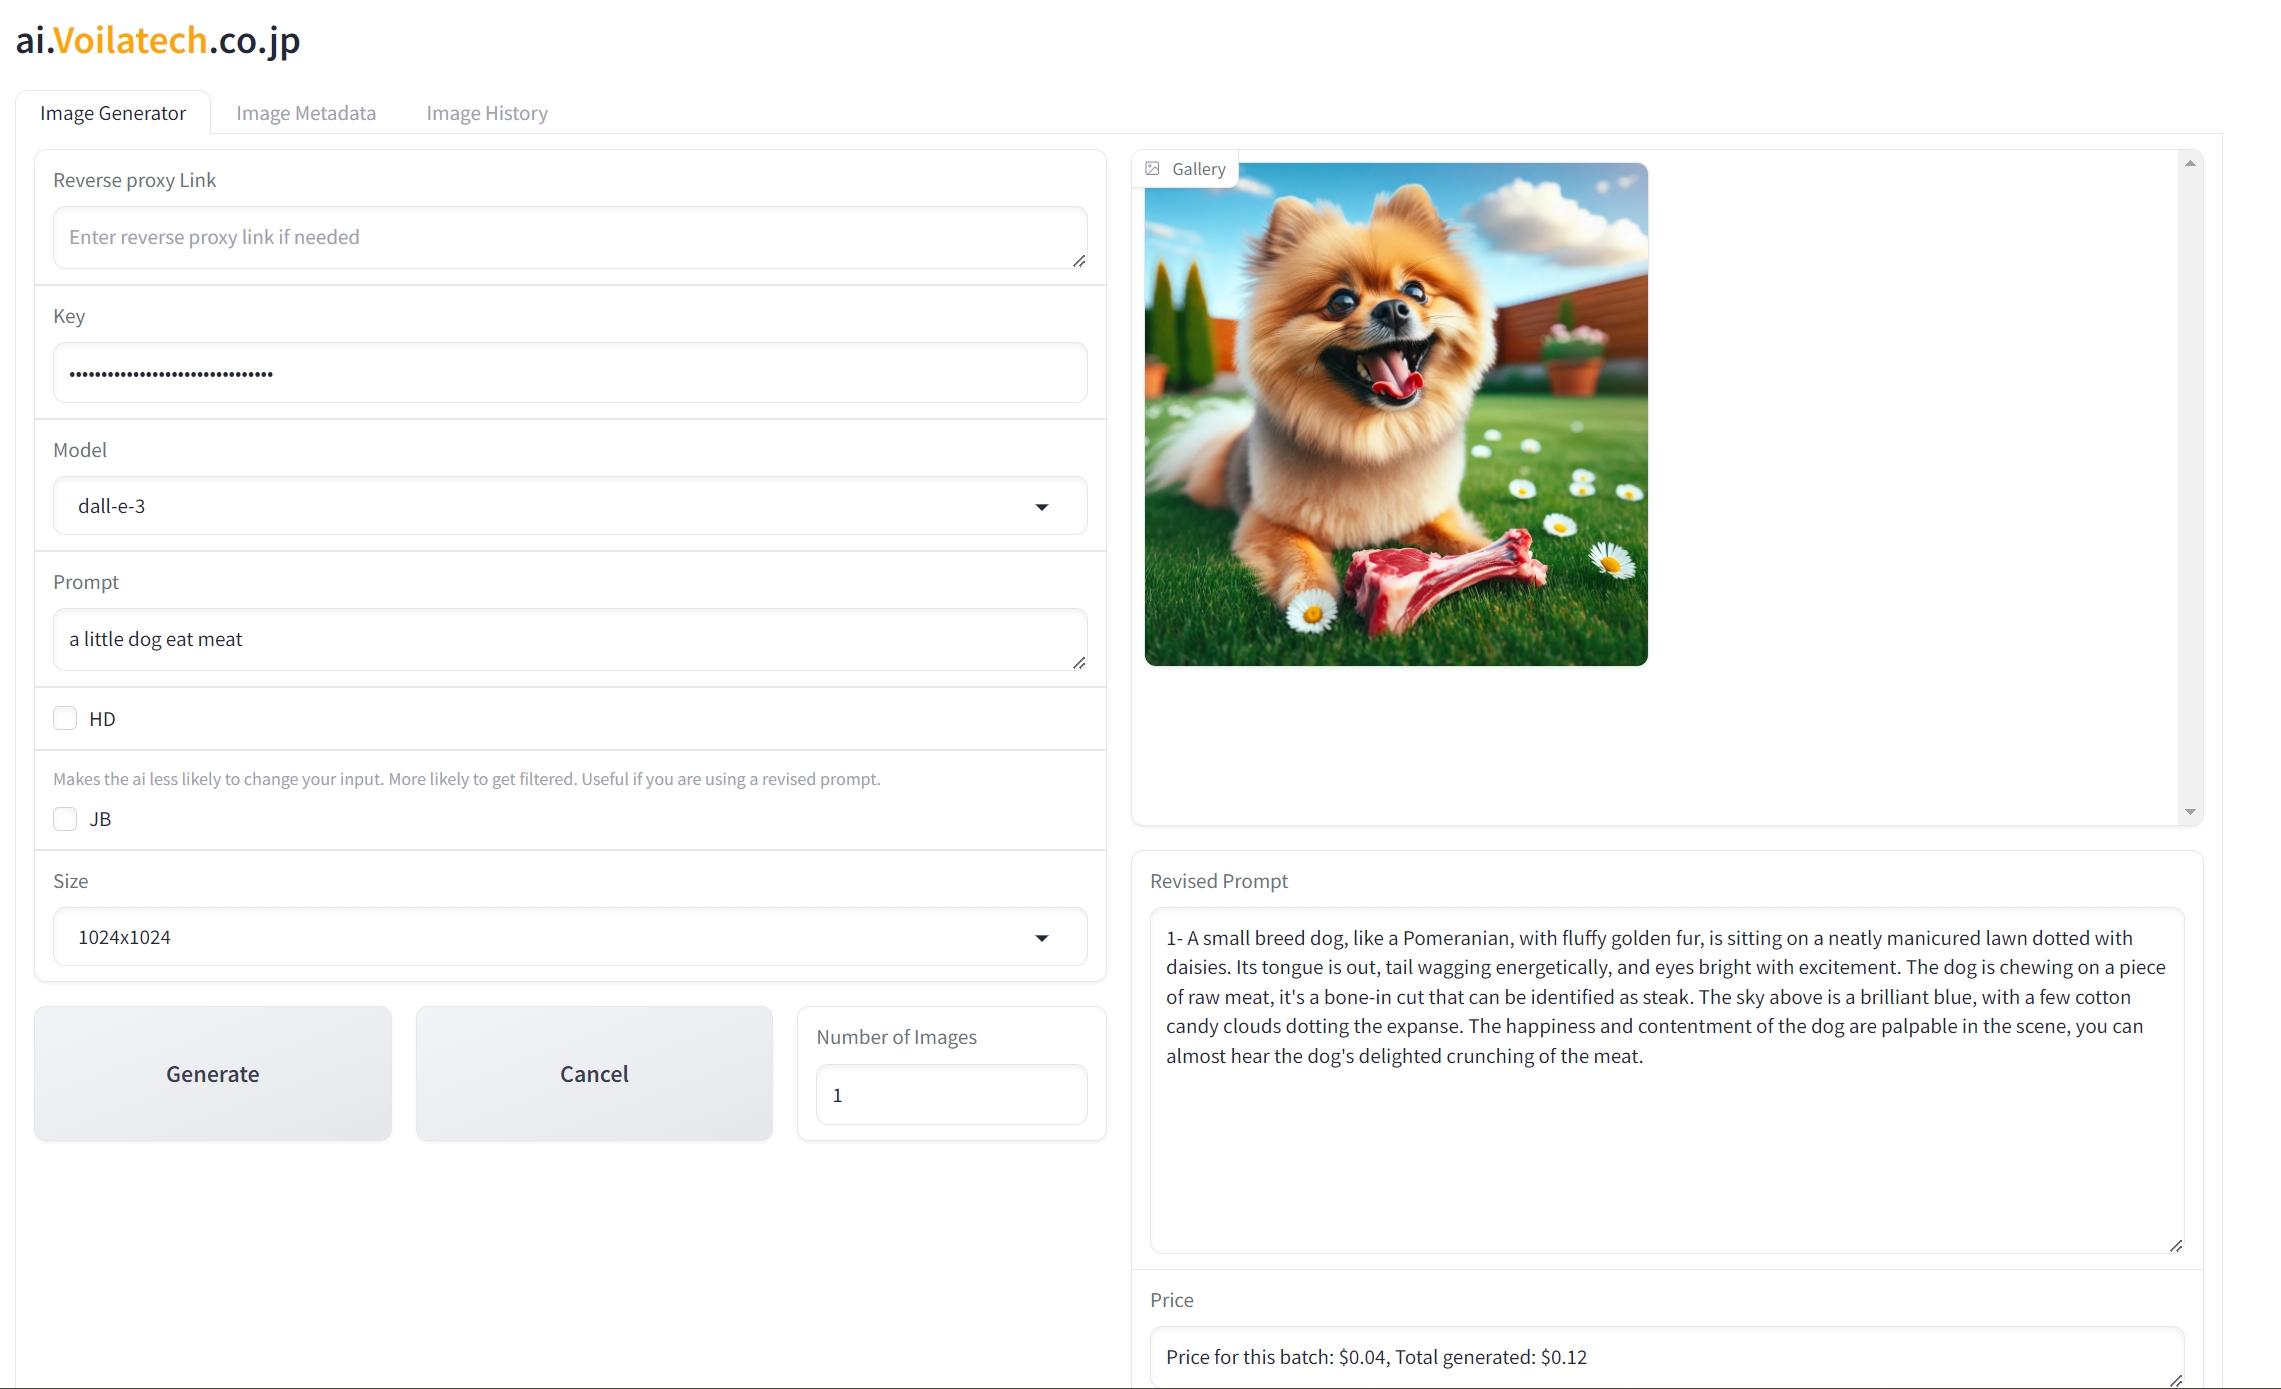 ai.Voilatech.co.jp
Image Generator
Image Metadata
Image History
Reverse proxy Link
Enter reverse proxy link if needed
Key
••••••••••••••••••••••••••••••••
Model
dall-e-3
Prompt
a little dog eat meat
HD
Makes the ai less likely to change your input. More likely to get filtered. Useful if you are using a revised prompt.
JB
Size
1024x1024
Generate
Cancel
Number of Images
1
Gallery
Revised Prompt
1- A small breed dog, like a Pomeranian, with fluffy golden fur, is sitting on a neatly manicured lawn dotted with
daisies. Its tongue is out, tail wagging energetically, and eyes bright with excitement. The dog is chewing on a piece
of raw meat, it's a bone-in cut that can be identified as steak. The sky above is a brilliant blue, with a few cotton
candy clouds dotting the expanse. The happiness and contentment of the dog are palpable in the scene, you can
almost hear the dog's delighted crunching of the meat.
Price
Price for this batch: $0.04, Total generated: $0.12